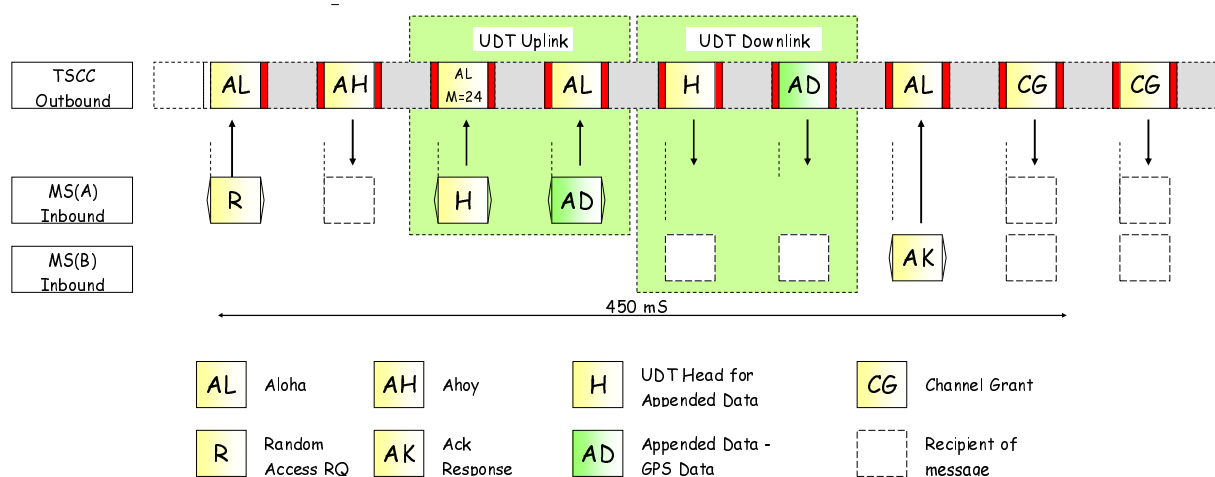 UDT Uplink
UDT Downlink
TSCC
Outbound
AL
AH
AL
M=24
AL
H
AD
AL
CG
CG
MS(A)
Inbound
R
H
AD
MS(B)
Inbound
AK
450 mS
AL
Aloha
AH
Ahoy
H
UDT Head for
Appended Data
CG
Channel Grant
R
Random
Access RQ
AK
Ack
Response
AD
Appended Data -
GPS Data
Recipient of
message